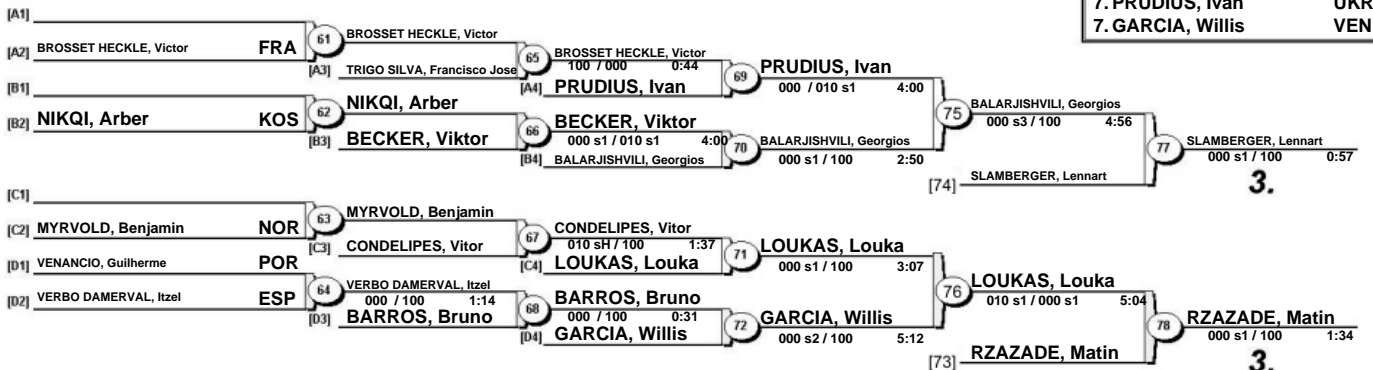 7. PRUDIUS, Ivan UKR
7. GARCIA, Willis VEN
[A1]
[A2] BROSSET HECKLE, Victor FRA
61
BROSSET HECKLE, Victor
[A3] TRIGO SILVA, Francisco Jose
65
BROSSET HECKLE, Victor
100 / 000 0:44
[A4] PRUDIUS, Ivan
69
PRUDIUS, Ivan
000 / 010 s1 4:00
[B1]
[B2] NIKQI, Arber KOS
62
NIKQI, Arber
[B3] BECKER, Viktor
66
BECKER, Viktor
000 s1 / 010 s1 4:00
[B4] BALARJISHVILI, Georgios
70
BALARJISHVILI, Georgios
000 s1 / 100 2:50
75
BALARJISHVILI, Georgios
000 s3 / 100 4:56
[74] SLAMBERGER, Lennart
77
SLAMBERGER, Lennart
000 s1 / 100 0:57
3.
[C1]
[C2] MYRVOLD, Benjamin NOR
63
MYRVOLD, Benjamin
[C3] CONDELIPES, Vitor
67
CONDELIPES, Vitor
010 sH / 100 1:37
[C4] LOUKAS, Louka
71
LOUKAS, Louka
000 s1 / 100 3:07
[D1] VENANCIO, Guilherme POR
[D2] VERBO DAMERVAL, Itzel ESP
64
VERBO DAMERVAL, Itzel
000 / 100 1:14
[D3] BARROS, Bruno
68
BARROS, Bruno
000 / 100 0:31
[D4] GARCIA, Willis
72
GARCIA, Willis
000 s2 / 100 5:12
76
LOUKAS, Louka
010 s1 / 000 s1 5:04
[73] RZAZADE, Matin
78
RZAZADE, Matin
000 s1 / 100 1:34
3.